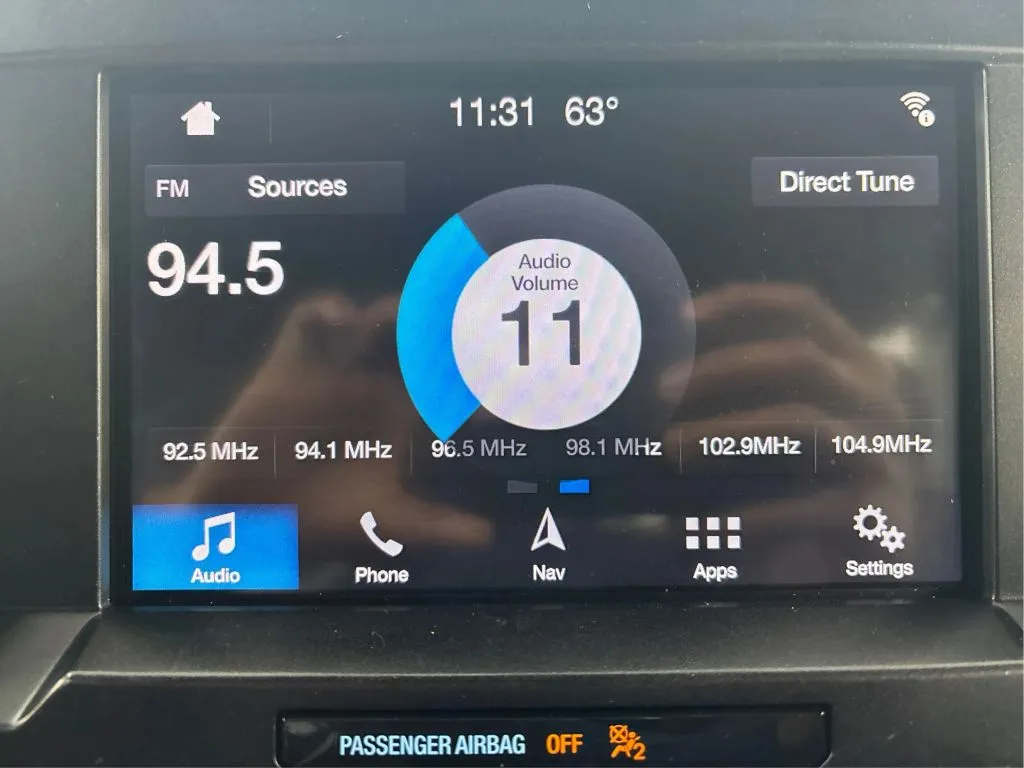 11:31 63°
FM Sources
Direct Tune
94.5
Audio
Volume
11
92.5 MHz 94.1 MHz 96.5 MHz 98.1 MHz 102.9MHz 104.9MHz
Audio Phone Nav Apps Settings
PASSENGER AIRBAG OFF 2